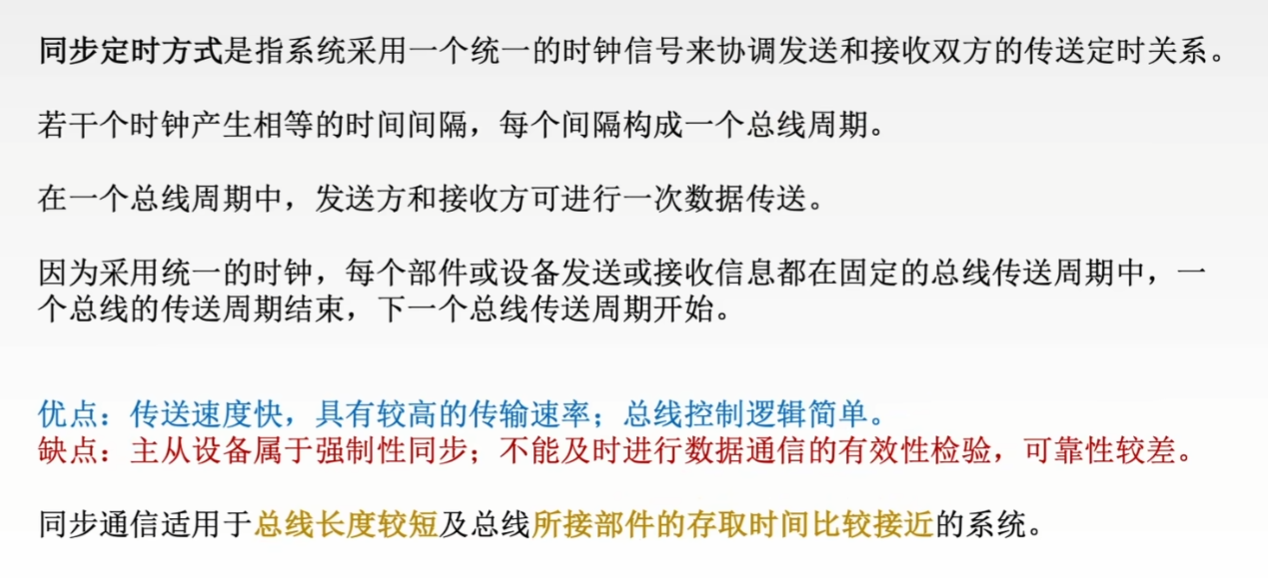 同步定时方式是指系统采用一个统一的时钟信号来协调发送和接收双方的传送定时关系。
若干个时钟产生相等的时间间隔，每个间隔构成一个总线周期。
在一个总线周期中，发送方和接收方可进行一次数据传送。
因为采用统一的时钟，每个部件或设备发送或接收信息都在固定的总线传送周期中，一
个总线的传送周期结束，下一个总线传送周期开始。
优点：传送速度快，具有较高的传输速率；总线控制逻辑简单。
缺点：主从设备属于强制性同步；不能及时进行数据通信的有效性检验，可靠性较差。
同步通信适用于总线长度较短及总线所接部件的存取时间比较接近的系统。